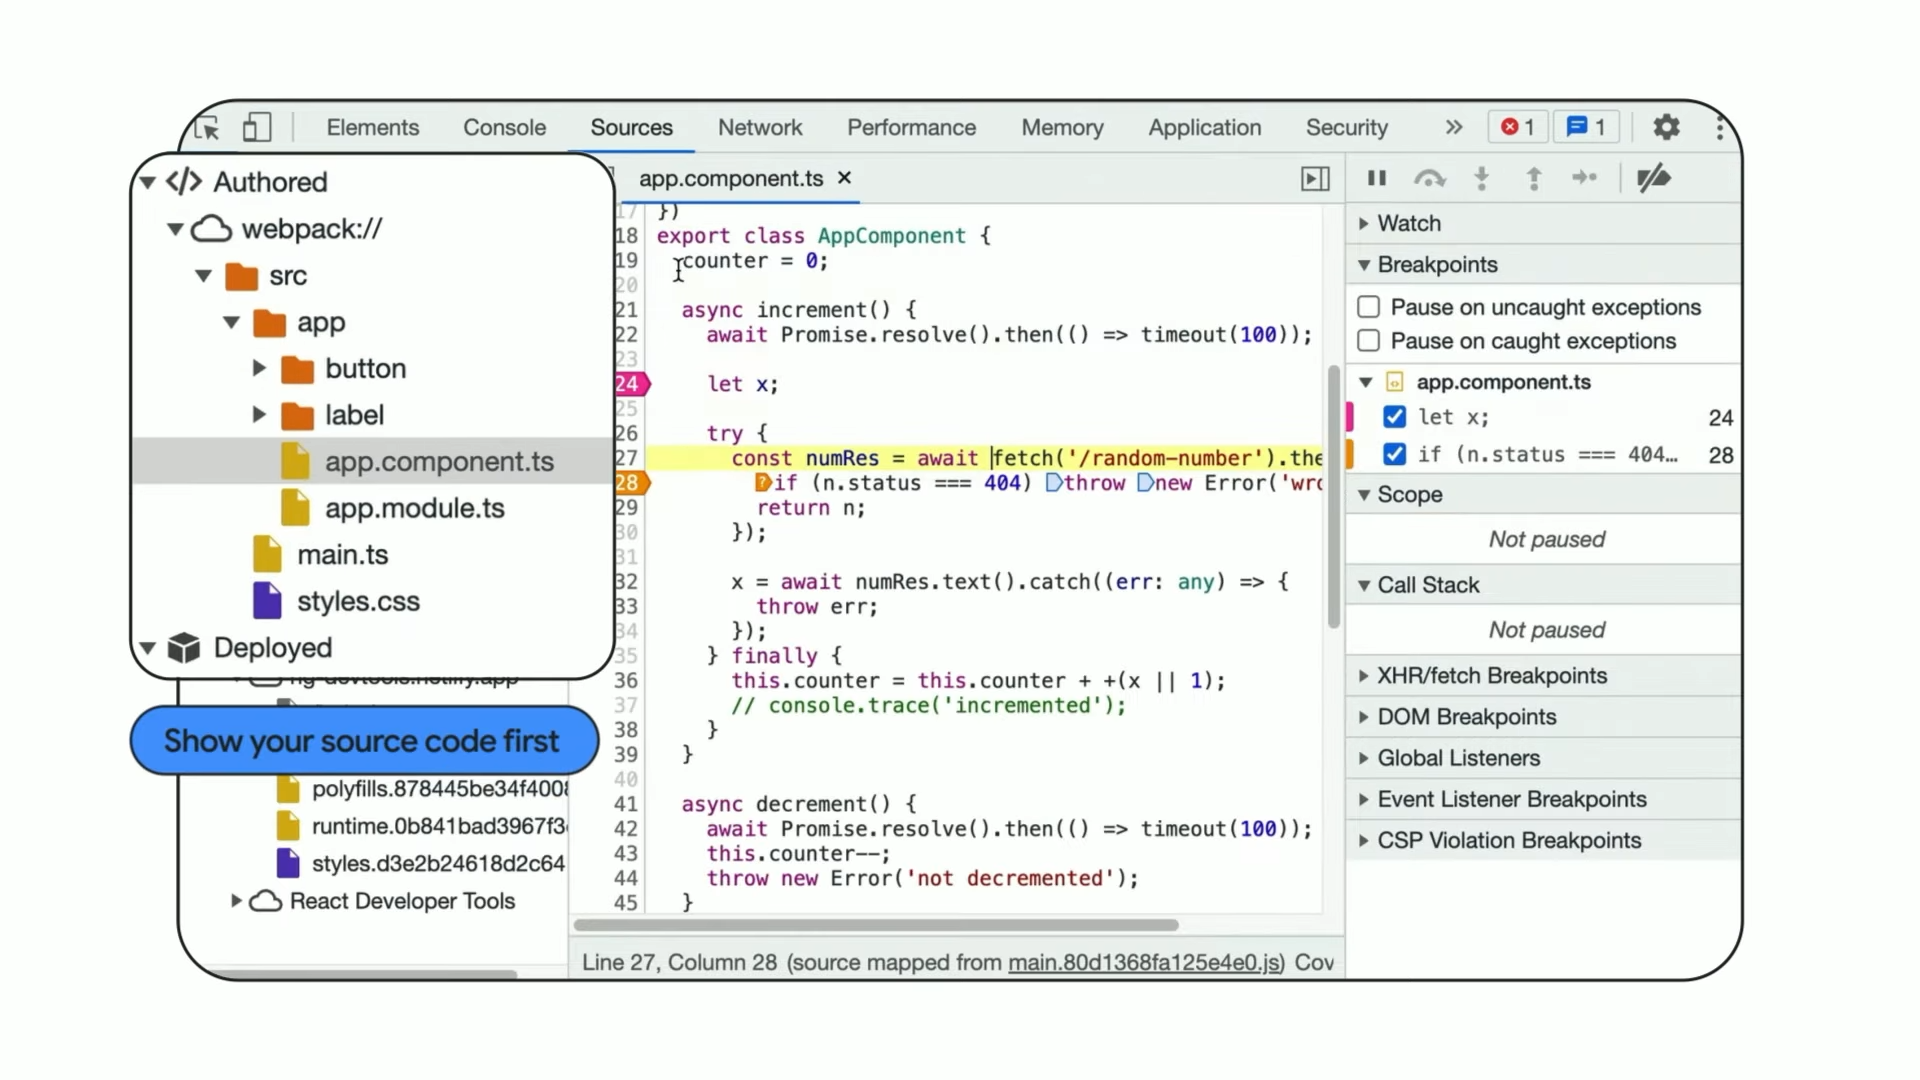 Elements Console Sources Network Performance Memory Application Security 1 1
Authored
webpack://
src
app
button
label
app.component.ts
app.module.ts
main.ts
styles.css
Deployed
Show your source code first
polyfills.878445be34f4008
runtime.0b841bad3967f3
styles.d3e2b24618d2c64
React Developer Tools
app.component.ts
17 })
18 export class AppComponent {
19 counter = 0;
20
21 async increment() {
22 await Promise.resolve().then(() => timeout(100));
23
24 let x;
25
26 try {
27 const numRes = await fetch('/random-number').the
28 if (n.status === 404) throw new Error('wro
29 return n;
30 });
31
32 x = await numRes.text().catch((err: any) => {
33 throw err;
34 });
35 } finally {
36 this.counter = this.counter + +(x || 1);
37 // console.trace('incremented');
38 }
39 }
40
41 async decrement() {
42 await Promise.resolve().then(() => timeout(100));
43 this.counter--;
44 throw new Error('not decremented');
45 }
Line 27, Column 28 (source mapped from main.80d1368fa125e4e0.js) Cov
Watch
Breakpoints
Pause on uncaught exceptions
Pause on caught exceptions
app.component.ts
let x; 24
if (n.status === 404… 28
Scope
Not paused
Call Stack
Not paused
XHR/fetch Breakpoints
DOM Breakpoints
Global Listeners
Event Listener Breakpoints
CSP Violation Breakpoints